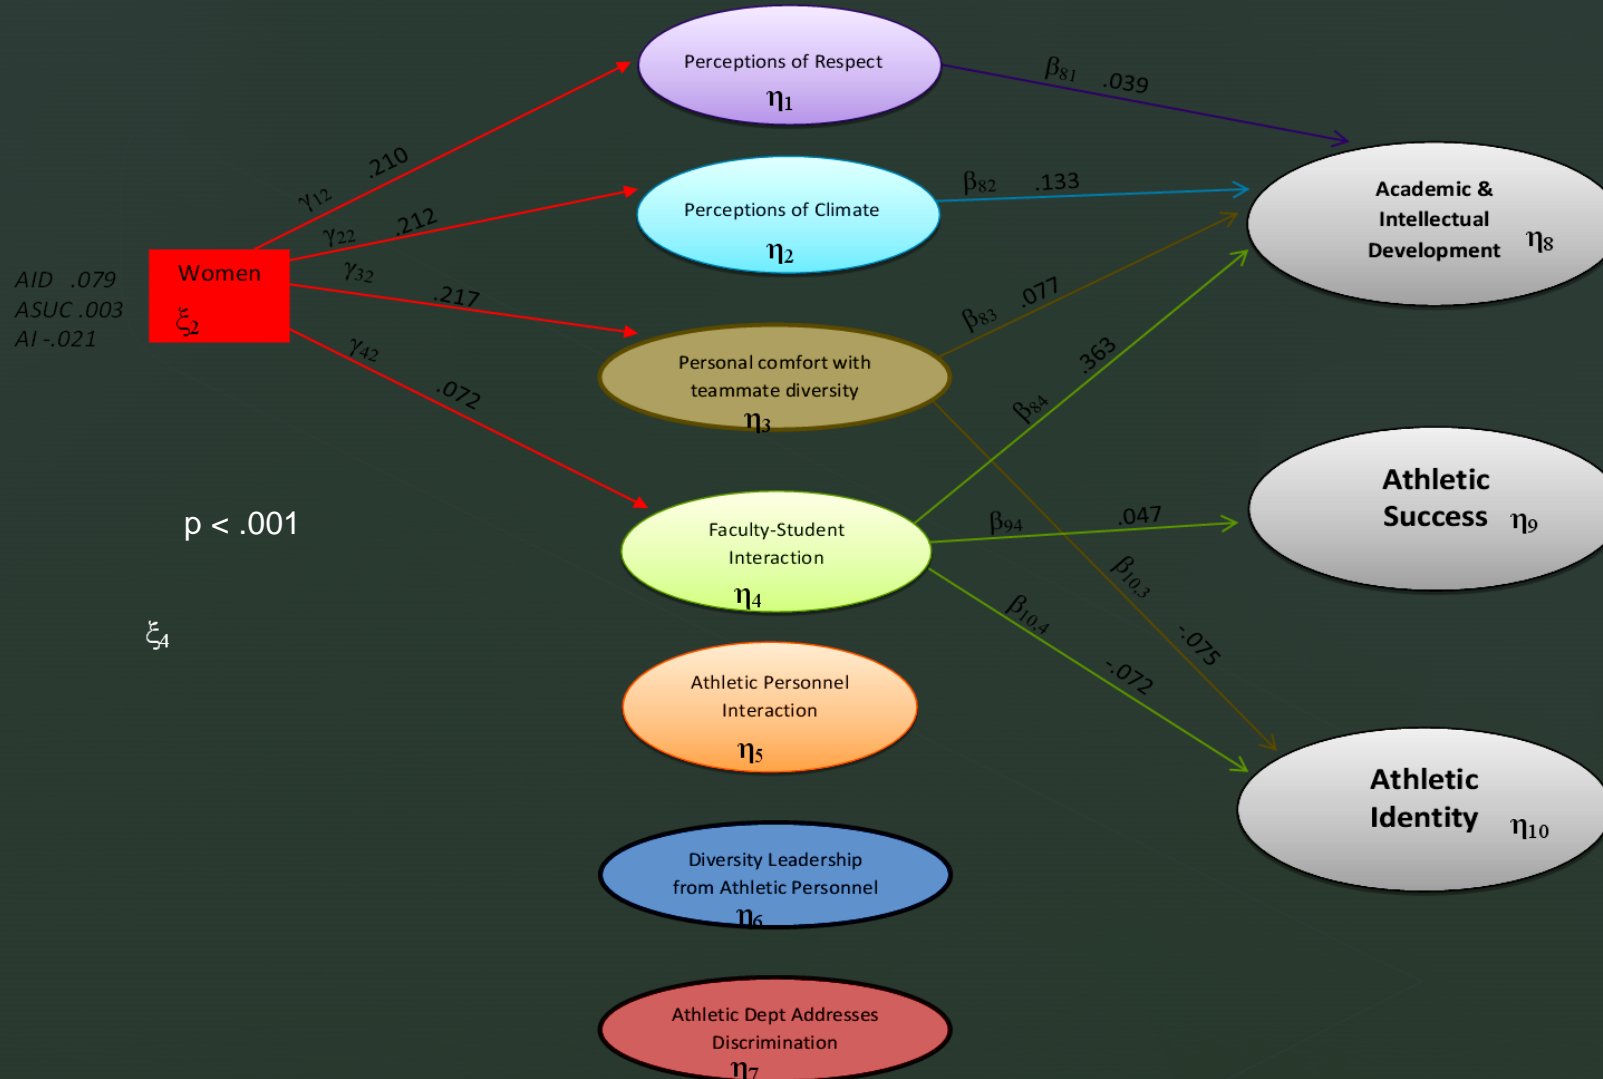 Perceptions of Respect
η1
β81 .039
γ12 .210
Perceptions of Climate
η2
β82 .133
Academic &
Intellectual
Development η8
γ22 .212
Women
ξ2
AID .079
ASUC .003
AI -.021
γ32 .217
β83 .077
Personal comfort with
teammate diversity
η3
γ42 .072
β84 .363
Athletic
Success η9
p < .001
Faculty-Student
Interaction
η4
β94 .047
β10,3 -.075
β10,4 -.072
ξ4
Athletic Personnel
Interaction
η5
Athletic
Identity η10
Diversity Leadership
from Athletic Personnel
η6
Athletic Dept Addresses
Discrimination
η7